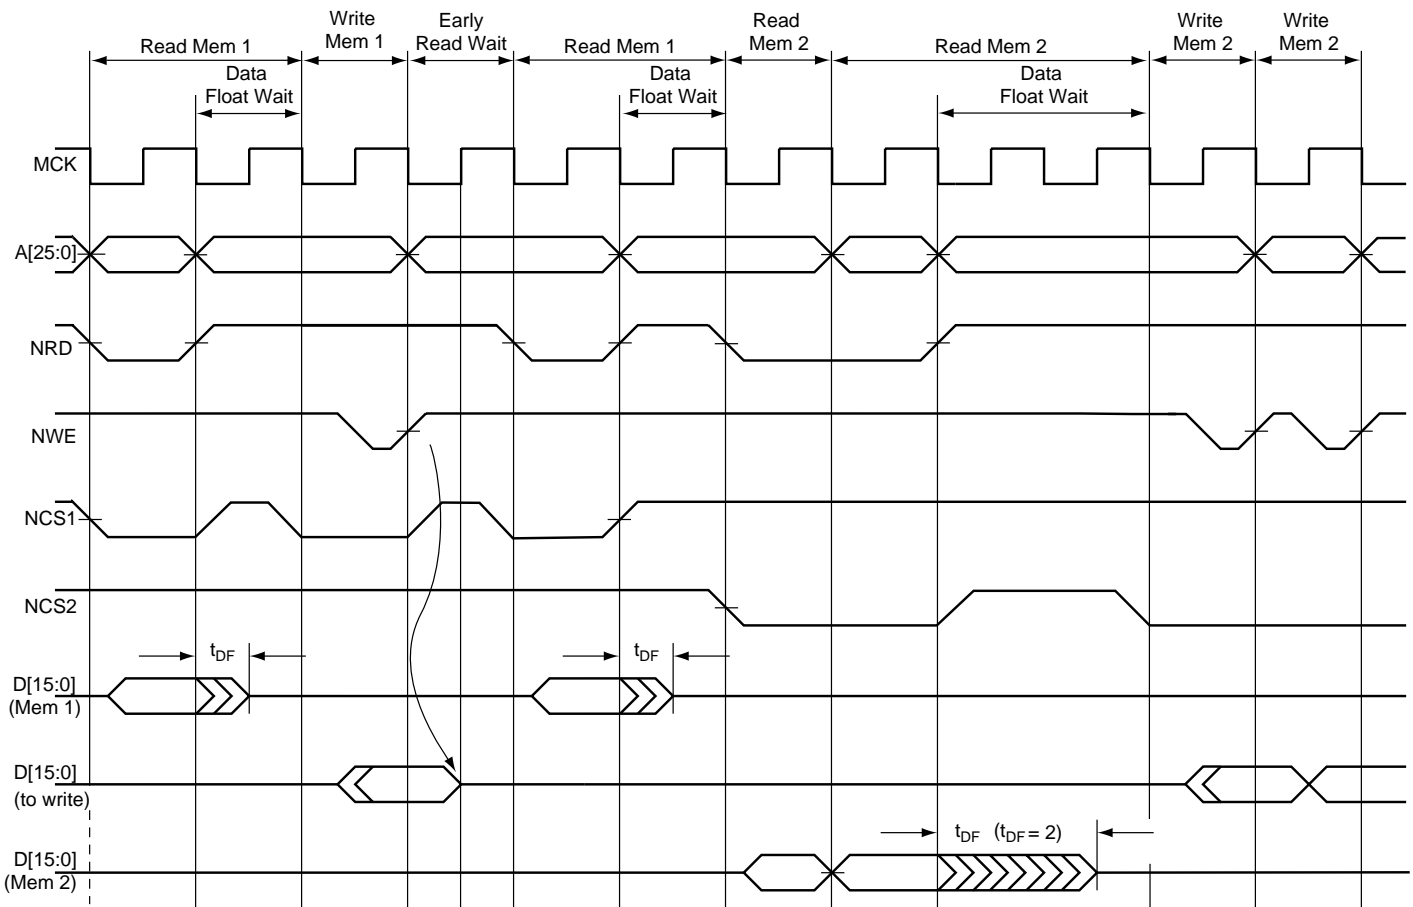 Write Mem 1
Early Read Wait
Read Mem 2
Write Mem 2
Write Mem 2
Read Mem 1
Read Mem 1
Read Mem 2
Data Float Wait
Data Float Wait
Data Float Wait
MCK
A[25:0]
NRD
NWE
NCS1
NCS2
tDF
tDF
D[15:0]
(Mem 1)
D[15:0]
(to write)
tDF (tDF = 2)
D[15:0]
(Mem 2)